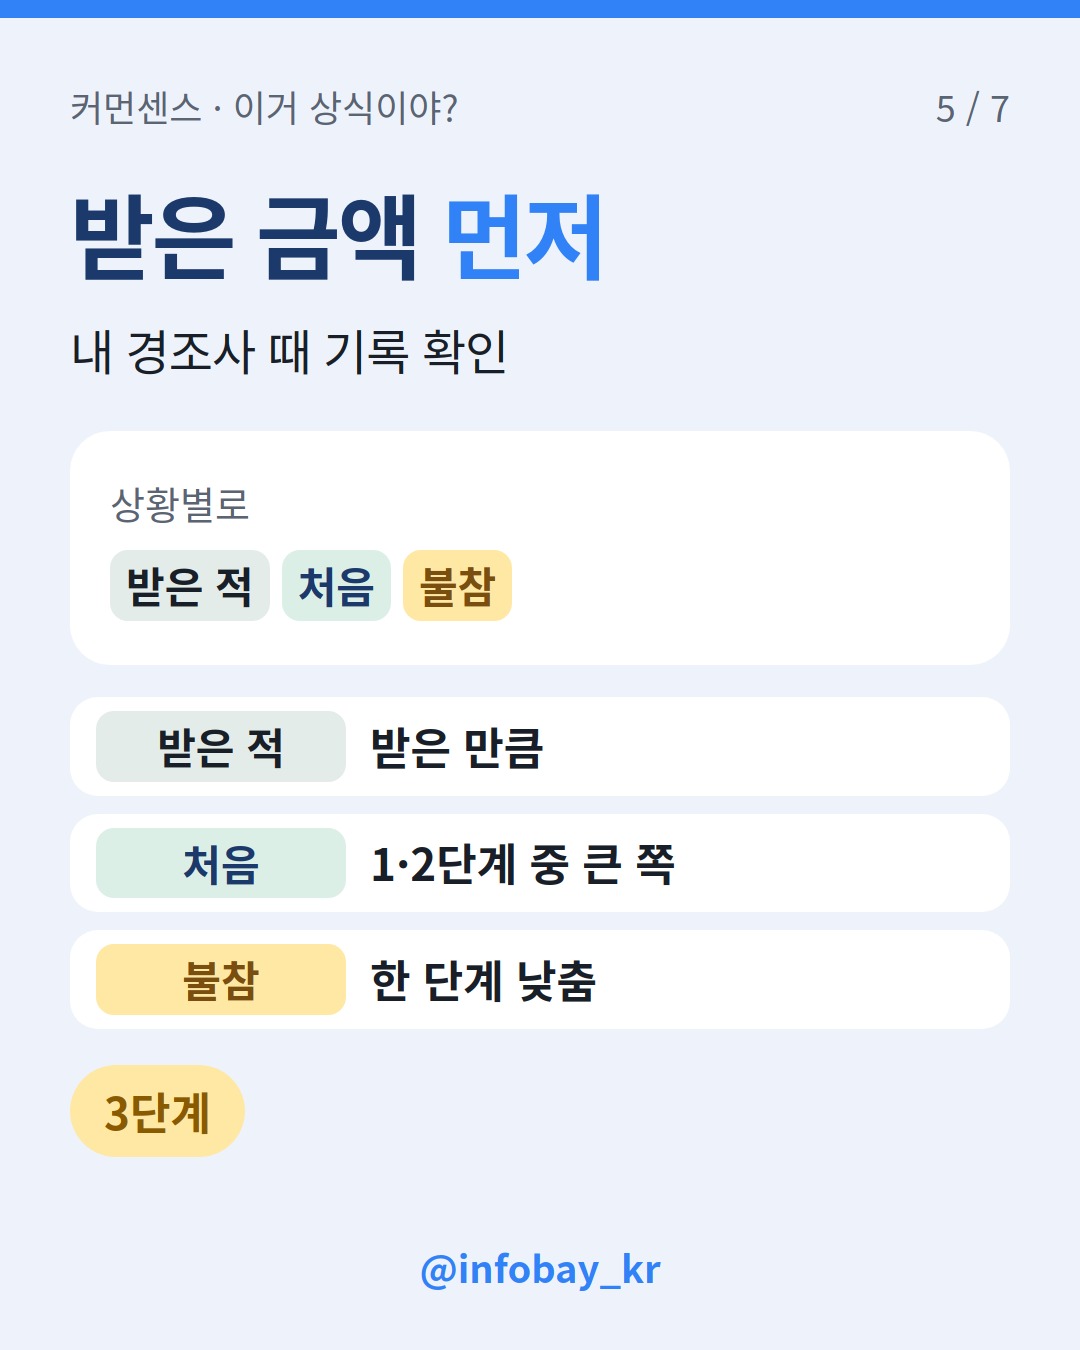 커먼센스 · 이거 상식이야?
5 / 7
받은 금액 먼저
내 경조사 때 기록 확인
상황별로
받은 적 처음 불참
받은 적 받은 만큼
처음 1·2단계 중 큰 쪽
불참 한 단계 낮춤
3단계
@infobay_kr